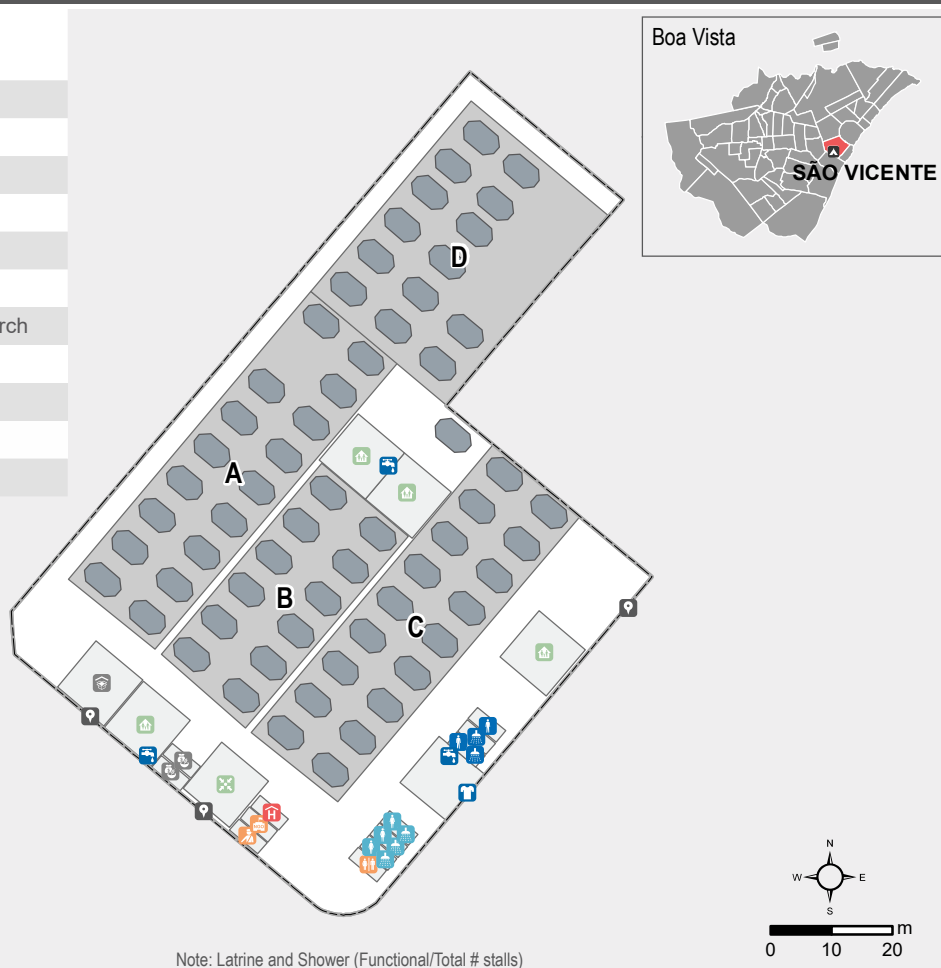 Boa Vista
SÃO VICENTE
rch
D
A
B
C
H
N
W
E
S
m
0 10 20
Note: Latrine and Shower (Functional/Total # stalls)